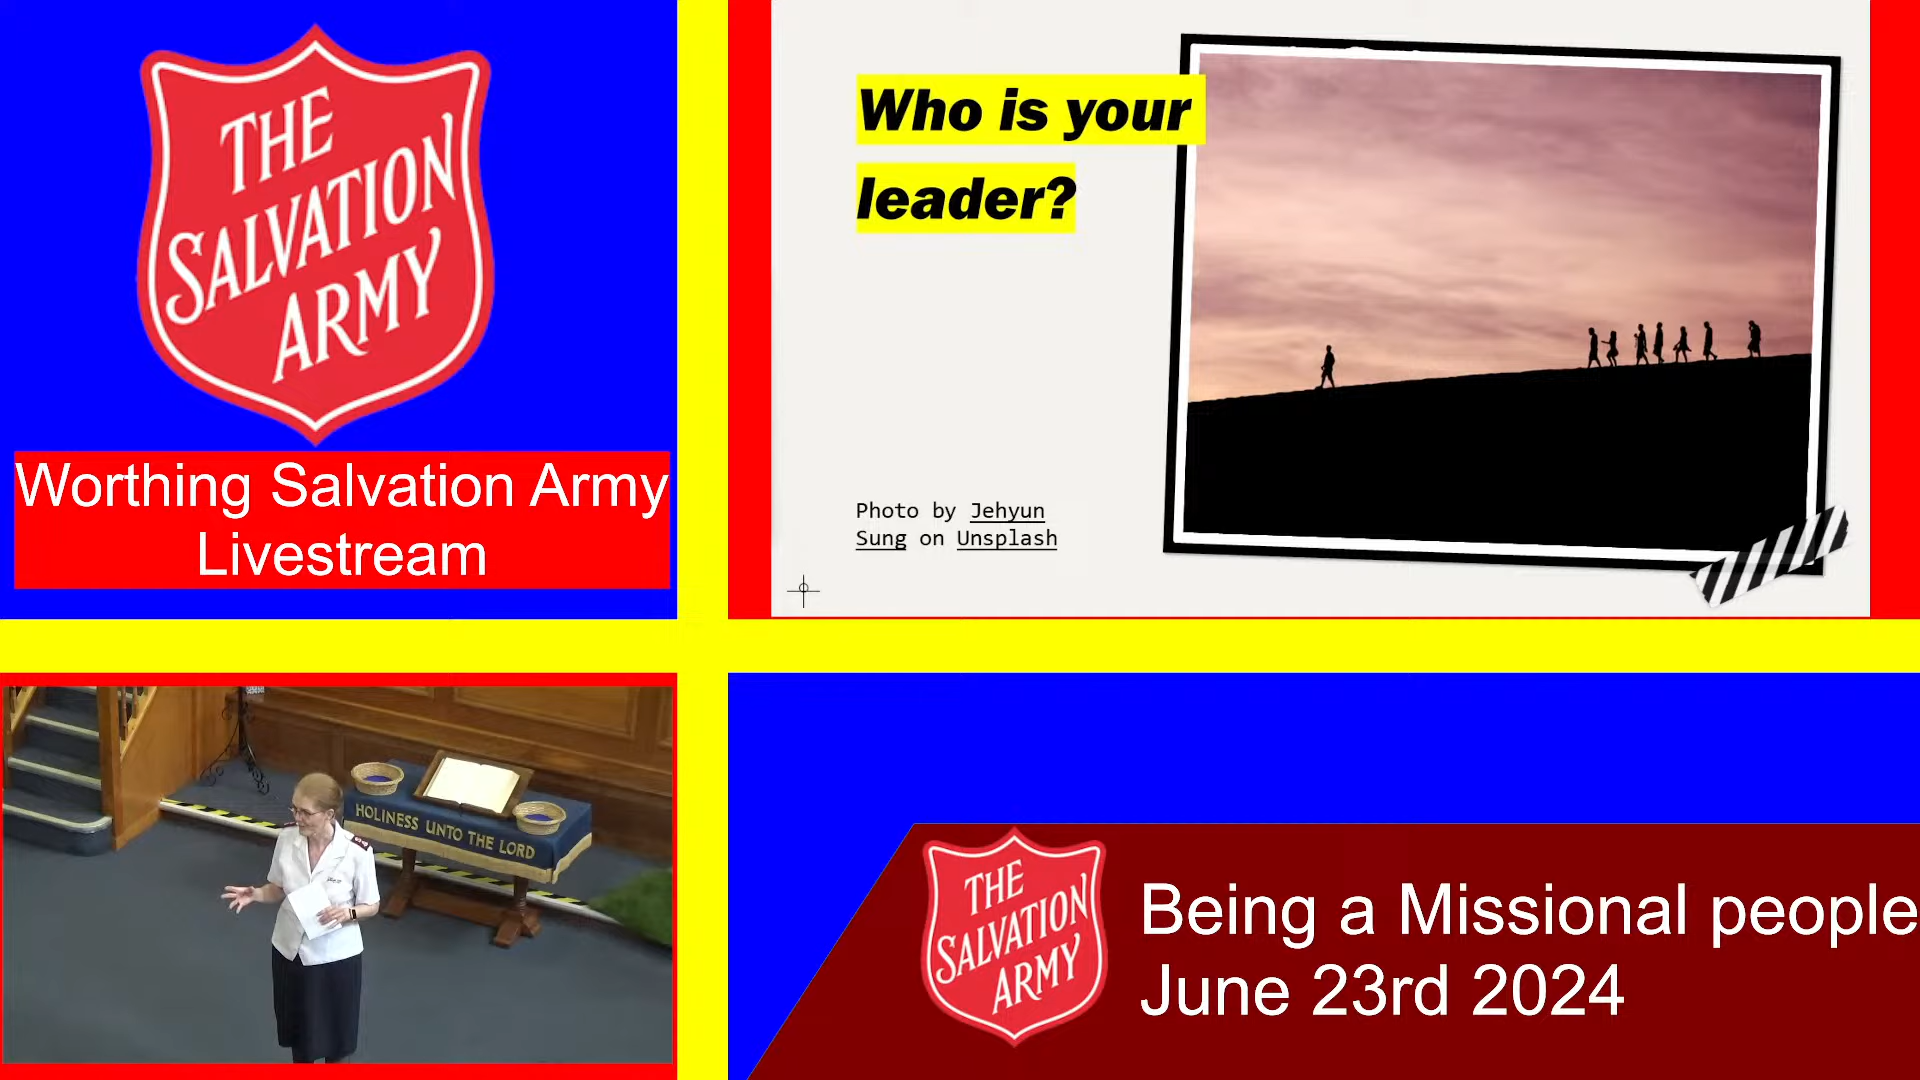 THE
SALVATION
ARMY
Worthing Salvation Army
Livestream
Who is your
leader?
Photo by Jehyun
Sung on Unsplash
HOLINESS UNTO THE LORD
THE
SALVATION
ARMY
Being a Missional people
June 23rd 2024